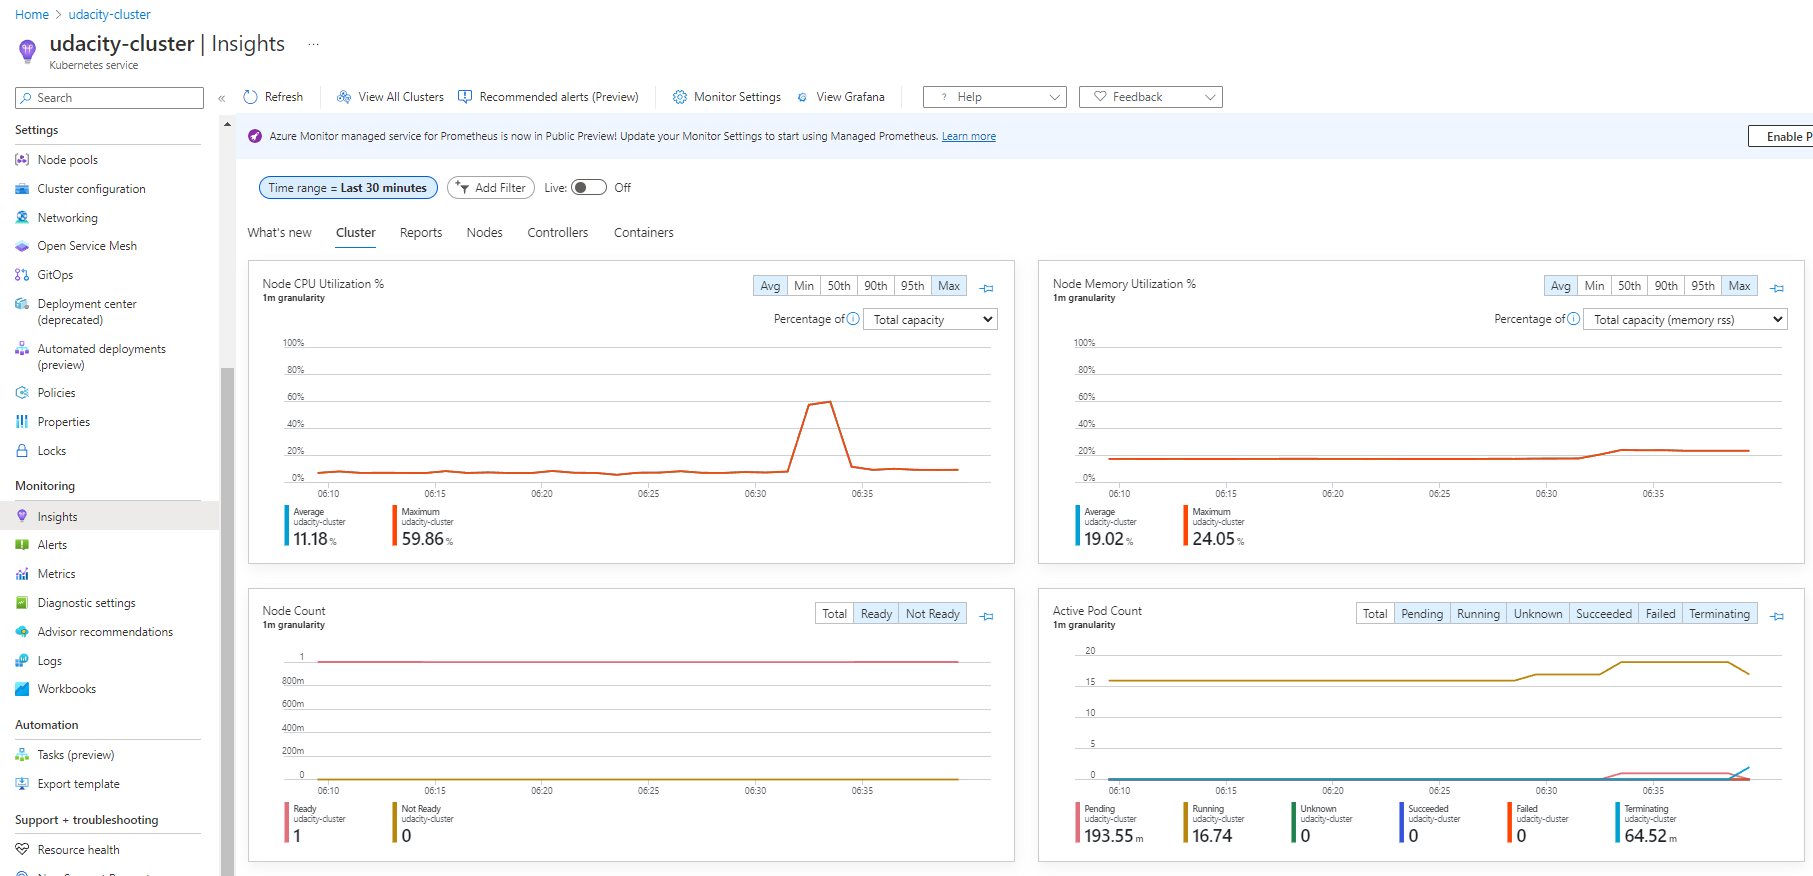 Home > udacity-cluster
udacity-cluster | Insights ...
Kubernetes service
Search
«
Refresh
View All Clusters
Recommended alerts (Preview)
Monitor Settings
View Grafana
? Help
Feedback
Settings
Node pools
Cluster configuration
Networking
Open Service Mesh
GitOps
Deployment center
(deprecated)
Automated deployments
(preview)
Policies
Properties
Locks
Monitoring
Insights
Alerts
Metrics
Diagnostic settings
Advisor recommendations
Logs
Workbooks
Automation
Tasks (preview)
Export template
Support + troubleshooting
Resource health
Azure Monitor managed service for Prometheus is now in Public Preview! Update your Monitor Settings to start using Managed Prometheus. Learn more
Enable P
Time range = Last 30 minutes
Add Filter
Live: Off
What's new Cluster Reports Nodes Controllers Containers
Node CPU Utilization %
1m granularity
Avg Min 50th 90th 95th Max
Percentage of Total capacity
100%
80%
60%
40%
20%
0%
06:10 06:15 06:20 06:25 06:30 06:35
Average
udacity-cluster
11.18 %
Maximum
udacity-cluster
59.86 %
Node Memory Utilization %
1m granularity
Avg Min 50th 90th 95th Max
Percentage of Total capacity (memory rss)
100%
80%
60%
40%
20%
0%
06:10 06:15 06:20 06:25 06:30 06:35
Average
udacity-cluster
19.02 %
Maximum
udacity-cluster
24.05 %
Node Count
1m granularity
Total Ready Not Ready
1
800m
600m
400m
200m
0
06:10 06:15 06:20 06:25 06:30 06:35
Ready
udacity-cluster
1
Not Ready
udacity-cluster
0
Active Pod Count
1m granularity
Total Pending Running Unknown Succeeded Failed Terminating
20
15
10
5
0
06:10 06:15 06:20 06:25 06:30 06:35
Pending
udacity-cluster
193.55 m
Running
udacity-cluster
16.74
Unknown
udacity-cluster
0
Succeeded
udacity-cluster
0
Failed
udacity-cluster
0
Terminating
udacity-cluster
64.52 m